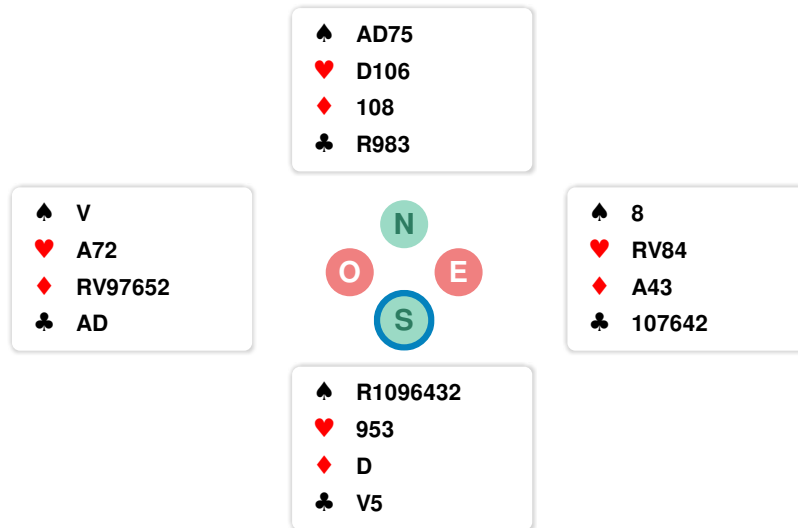 ♠ AD75
♥ D106
♦ 108
♣ R983
♠ V
♥ A72
♦ RV97652
♣ AD
N
O
E
S
♠ 8
♥ RV84
♦ A43
♣ 107642
♠ R1096432
♥ 953
♦ D
♣ V5